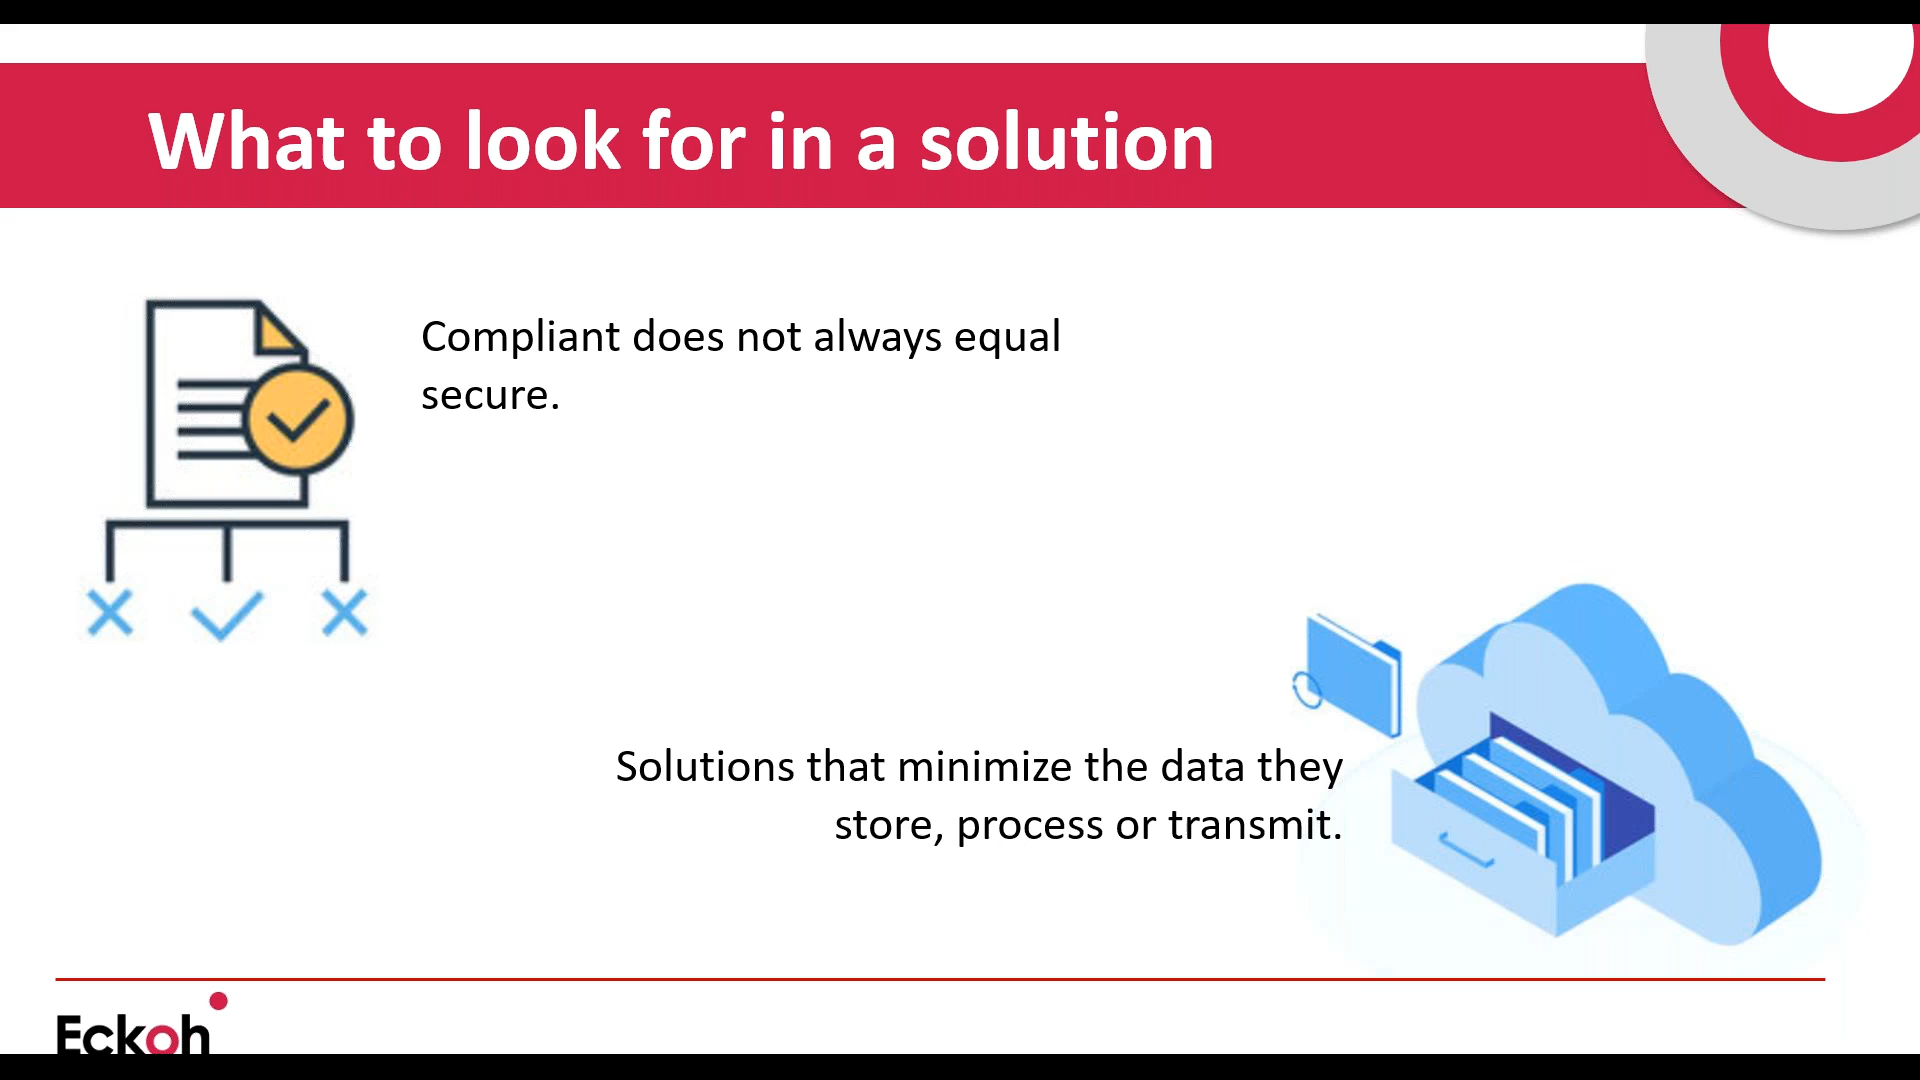 What to look for in a solution
Compliant does not always equal
secure.
Solutions that minimize the data they
store, process or transmit.
Eckoh